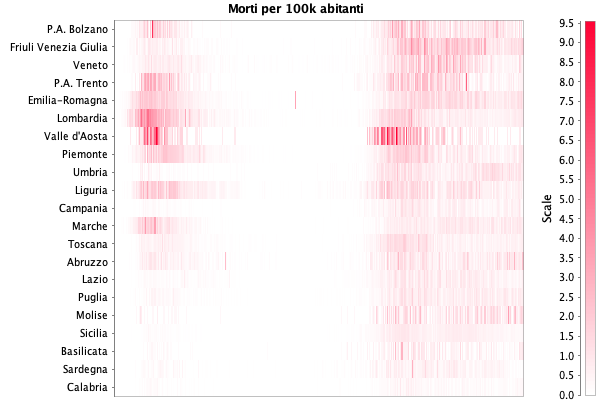 Morti per 100k abitanti
P.A. Bolzano
Friuli Venezia Giulia
Veneto
P.A. Trento
Emilia-Romagna
Lombardia
Valle d'Aosta
Piemonte
Umbria
Liguria
Campania
Marche
Toscana
Abruzzo
Lazio
Puglia
Molise
Sicilia
Basilicata
Sardegna
Calabria
Scale
9.5
9.0
8.5
8.0
7.5
7.0
6.5
6.0
5.5
5.0
4.5
4.0
3.5
3.0
2.5
2.0
1.5
1.0
0.5
0.0